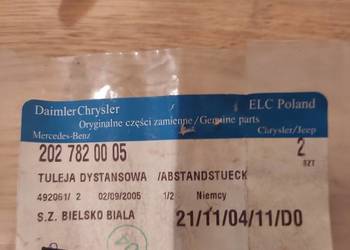 DaimlerChrysler ELC Poland
Oryginalne części zamienne/Genuine parts
Mercedes-Benz Chrysler/Jeep
202 782 00 05 2
SZT
TULEJA DYSTANSOWA /ABSTANDSTUECK
492061/ 2 02/09/2005 1/2 Niemcy
S.Z. BIELSKO BIALA 21/11/04/11/D0
04